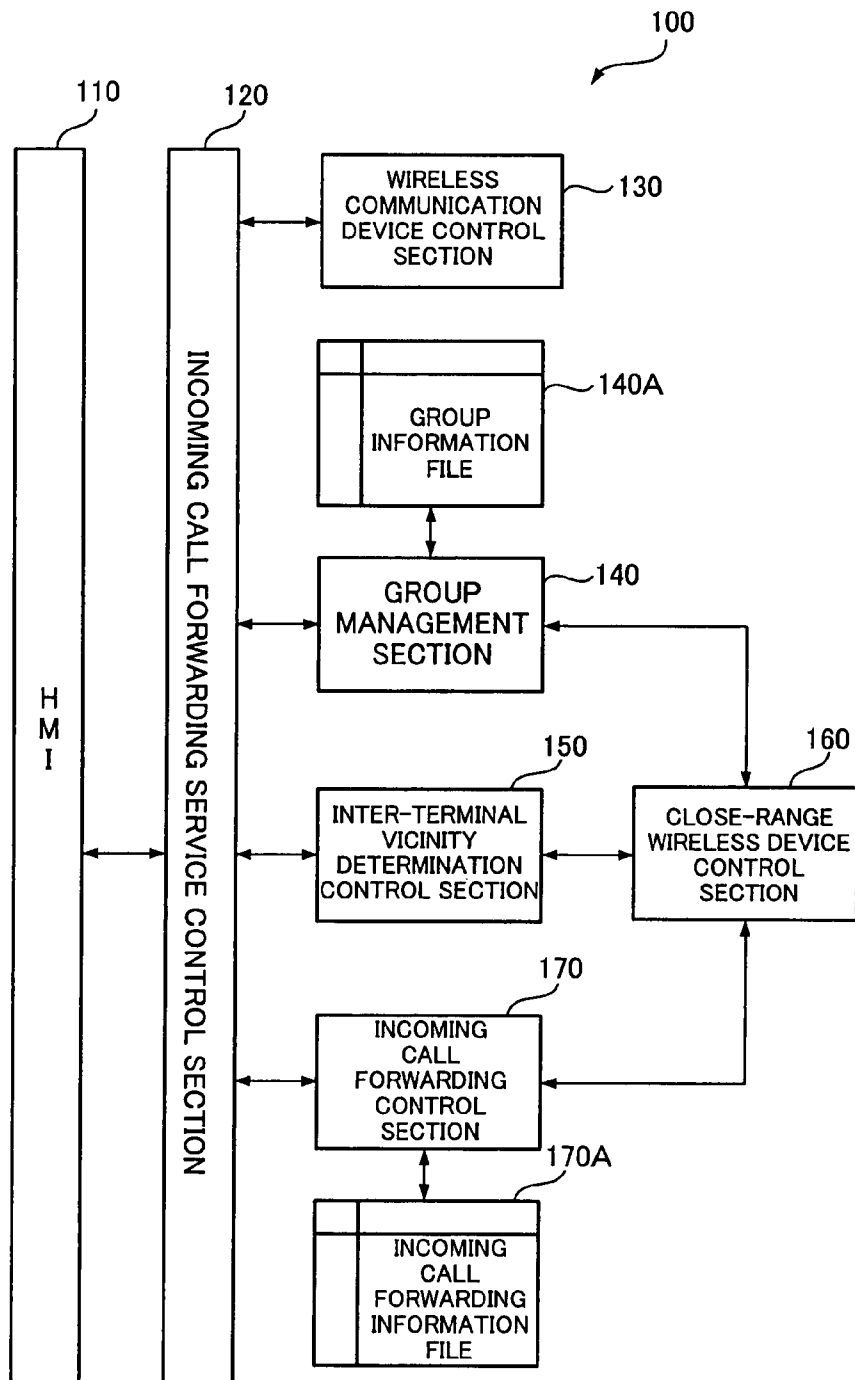 100
110
120
WIRELESS
COMMUNICATION
DEVICE CONTROL
SECTION
130
GROUP
INFORMATION
FILE
140A
GROUP
MANAGEMENT
SECTION
140
HMI
INCOMING CALL FORWARDING SERVICE CONTROL SECTION
INTER-TERMINAL
VICINITY
DETERMINATION
CONTROL SECTION
150
CLOSE-RANGE
WIRELESS DEVICE
CONTROL
SECTION
160
INCOMING
CALL
FORWARDING
CONTROL
SECTION
170
INCOMING
CALL
FORWARDING
INFORMATION
FILE
170A